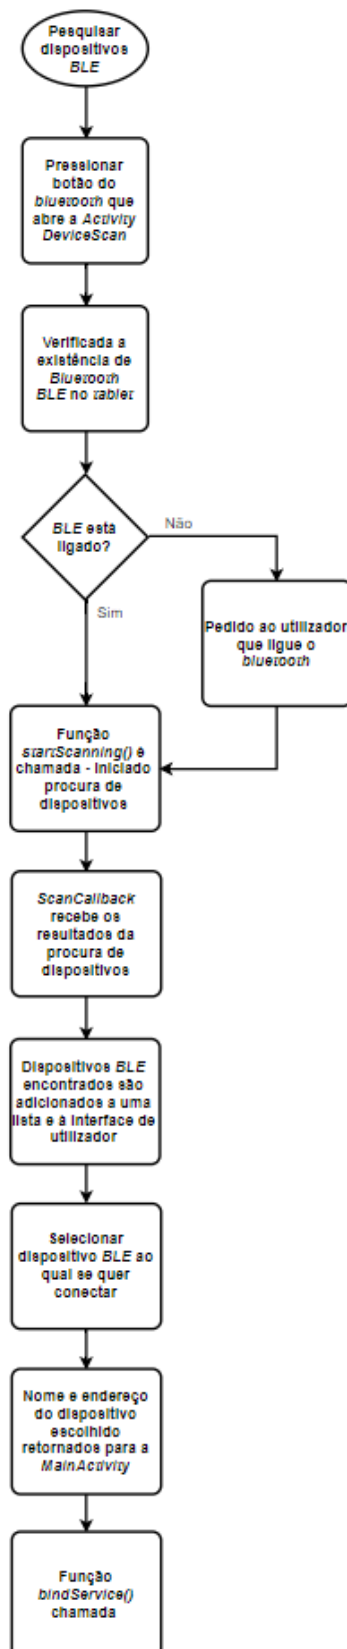 Pesquisar
dispositivos
BLE
Pressionar
botão do
bluetooth que
abre a Activity
DeviceScan
Verificada a
existência de
Bluetooth
BLE no tablet
BLE está
ligado?
Não
Sim
Pedido ao utilizador
que ligue o
bluetooth
Função
startScanning() é
chamada - Iniciado
procura de
dispositivos
ScanCallback
recebe os
resultados da
procura de
dispositivos
Dispositivos BLE
encontrados são
adicionados a uma
lista e à interface de
utilizador
Selecionar
dispositivo BLE ao
qual se quer
conectar
Nome e endereço
do dispositivo
escolhido
retornados para a
MainActivity
Função
bindService()
chamada